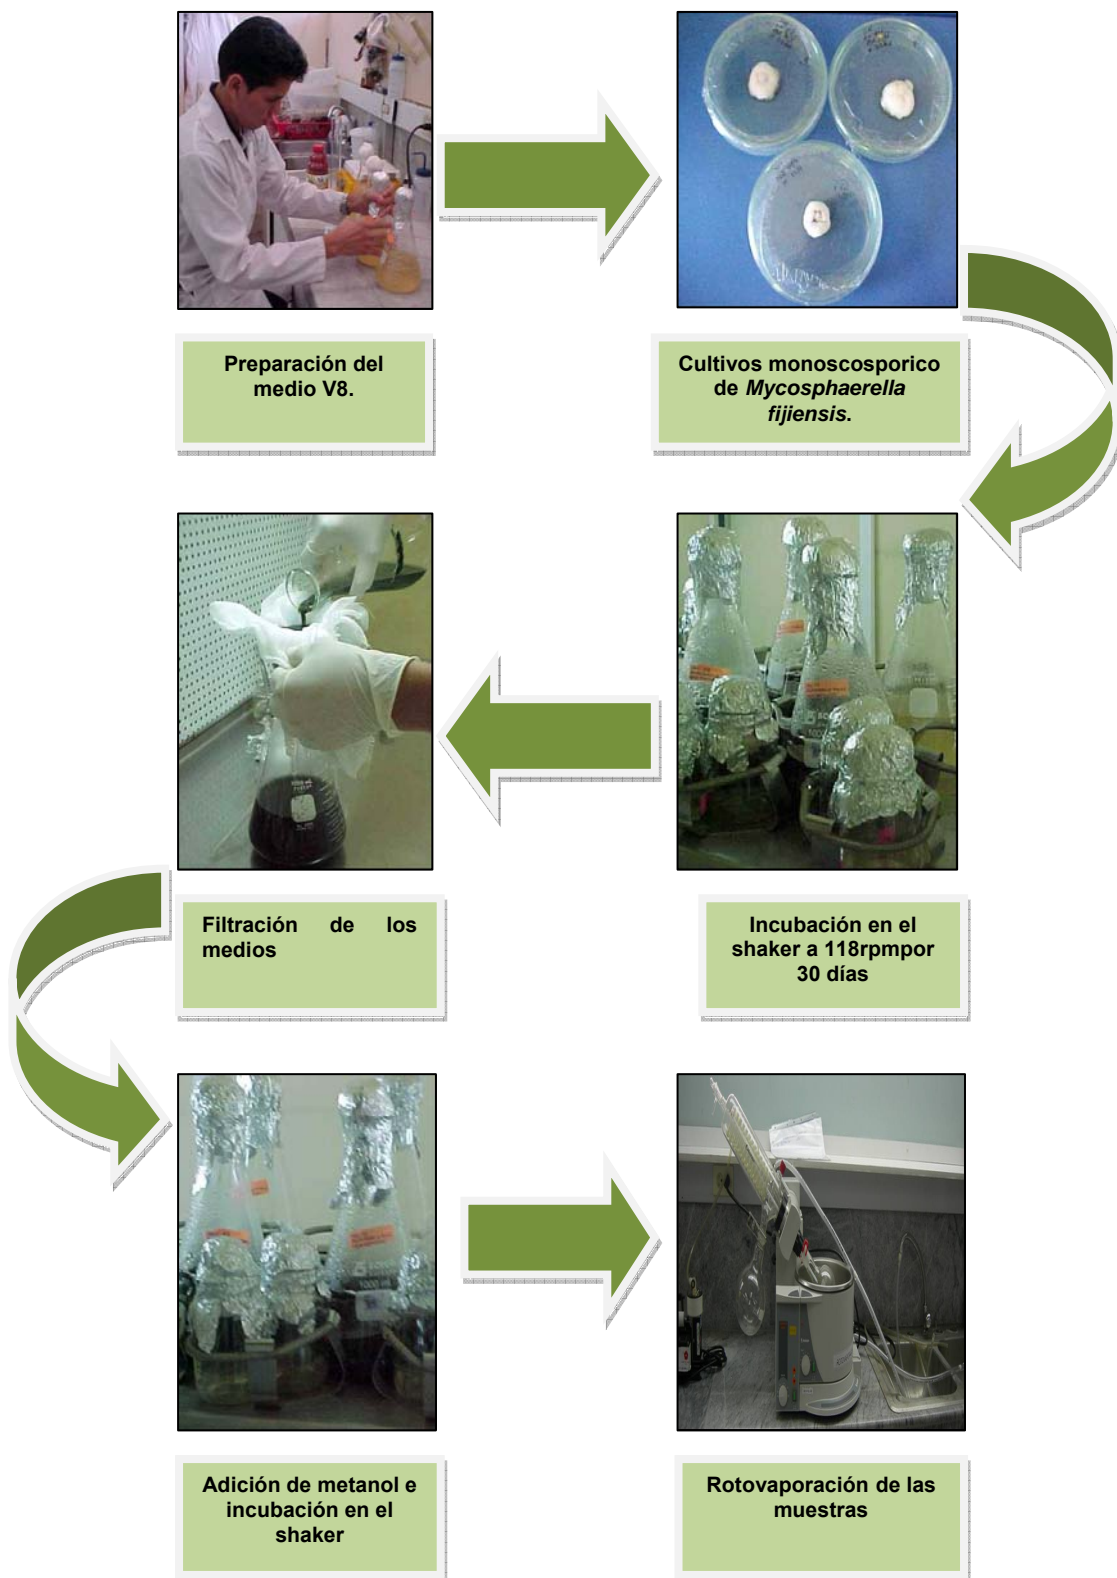 Preparación del
medio V8.
Cultivos monoscosporico
de Mycosphaerella
fijiensis.
Incubación en el
shaker a 118rpmpor
30 días
Filtración de los
medios
Adición de metanol e
incubación en el
shaker
Rotovaporación de las
muestras